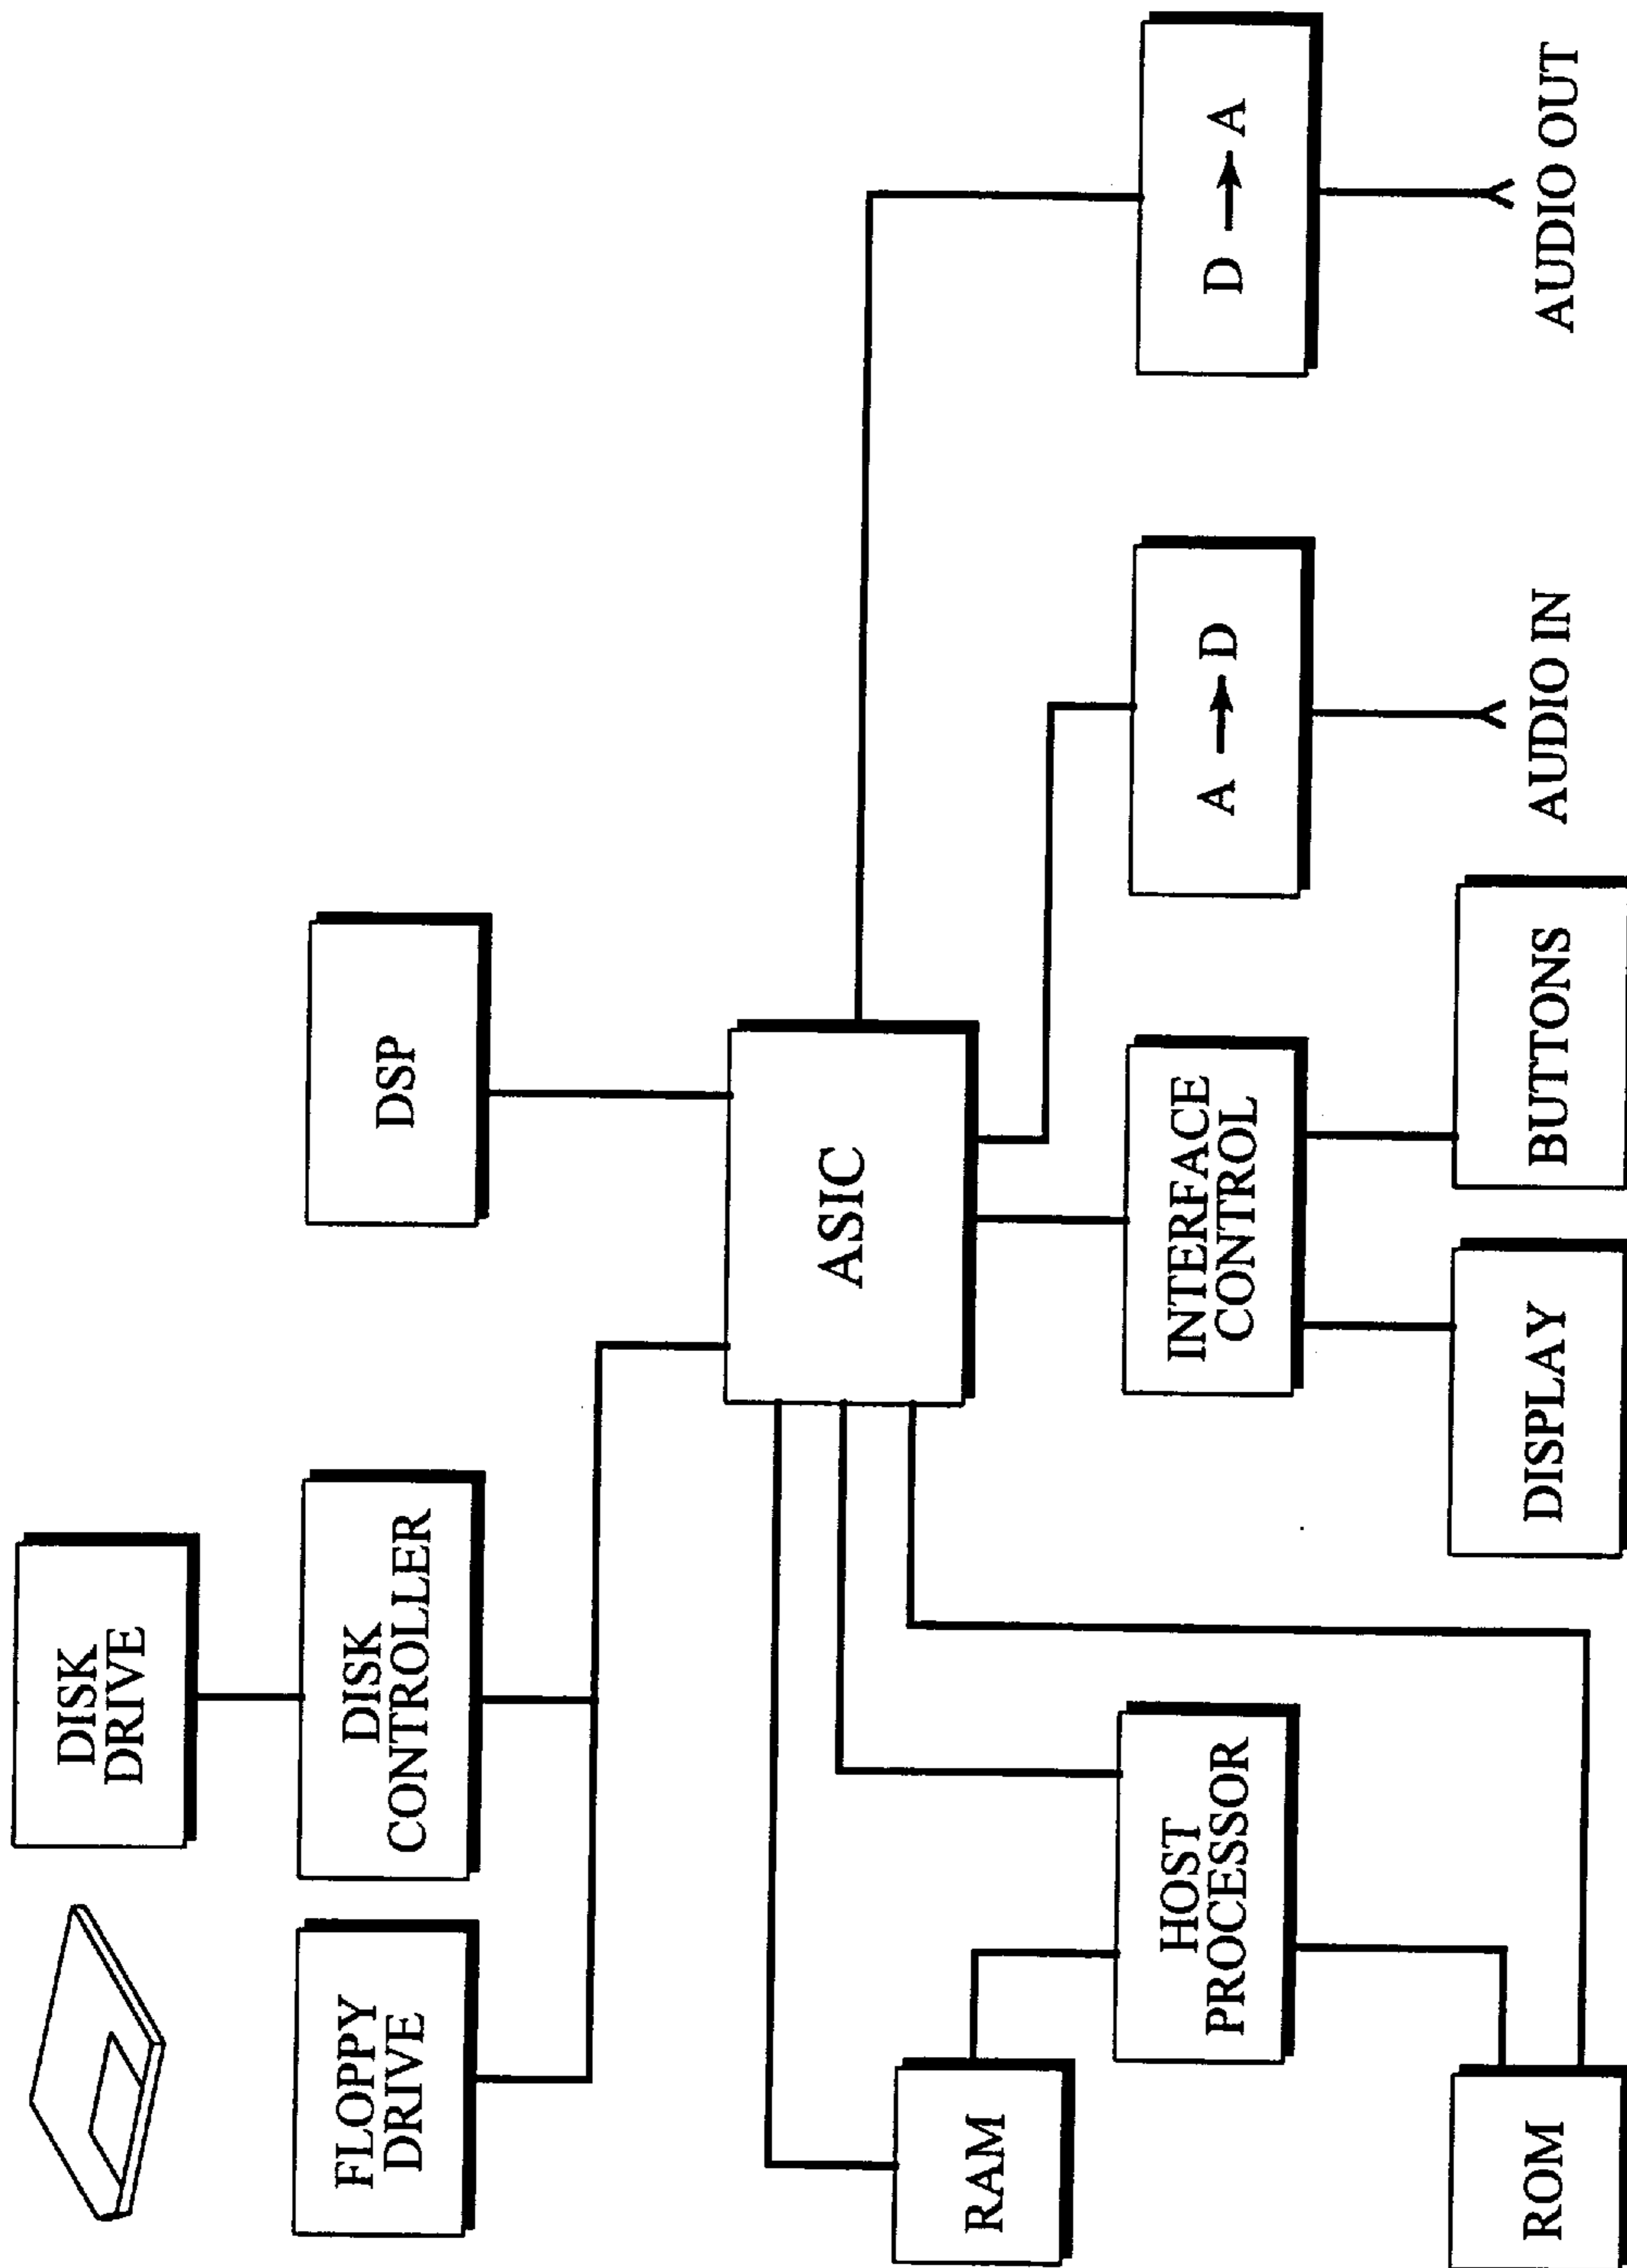 DISK
DRIVE
FLOPPY
DRIVE
DISK
CONTROLLER
DSP
ASIC
RAM
HOST
PROCESSOR
INTERFACE
CONTROL
A → D
D → A
ROM
DISPLAY
BUTTONS
AUDIO IN
AUDIO OUT